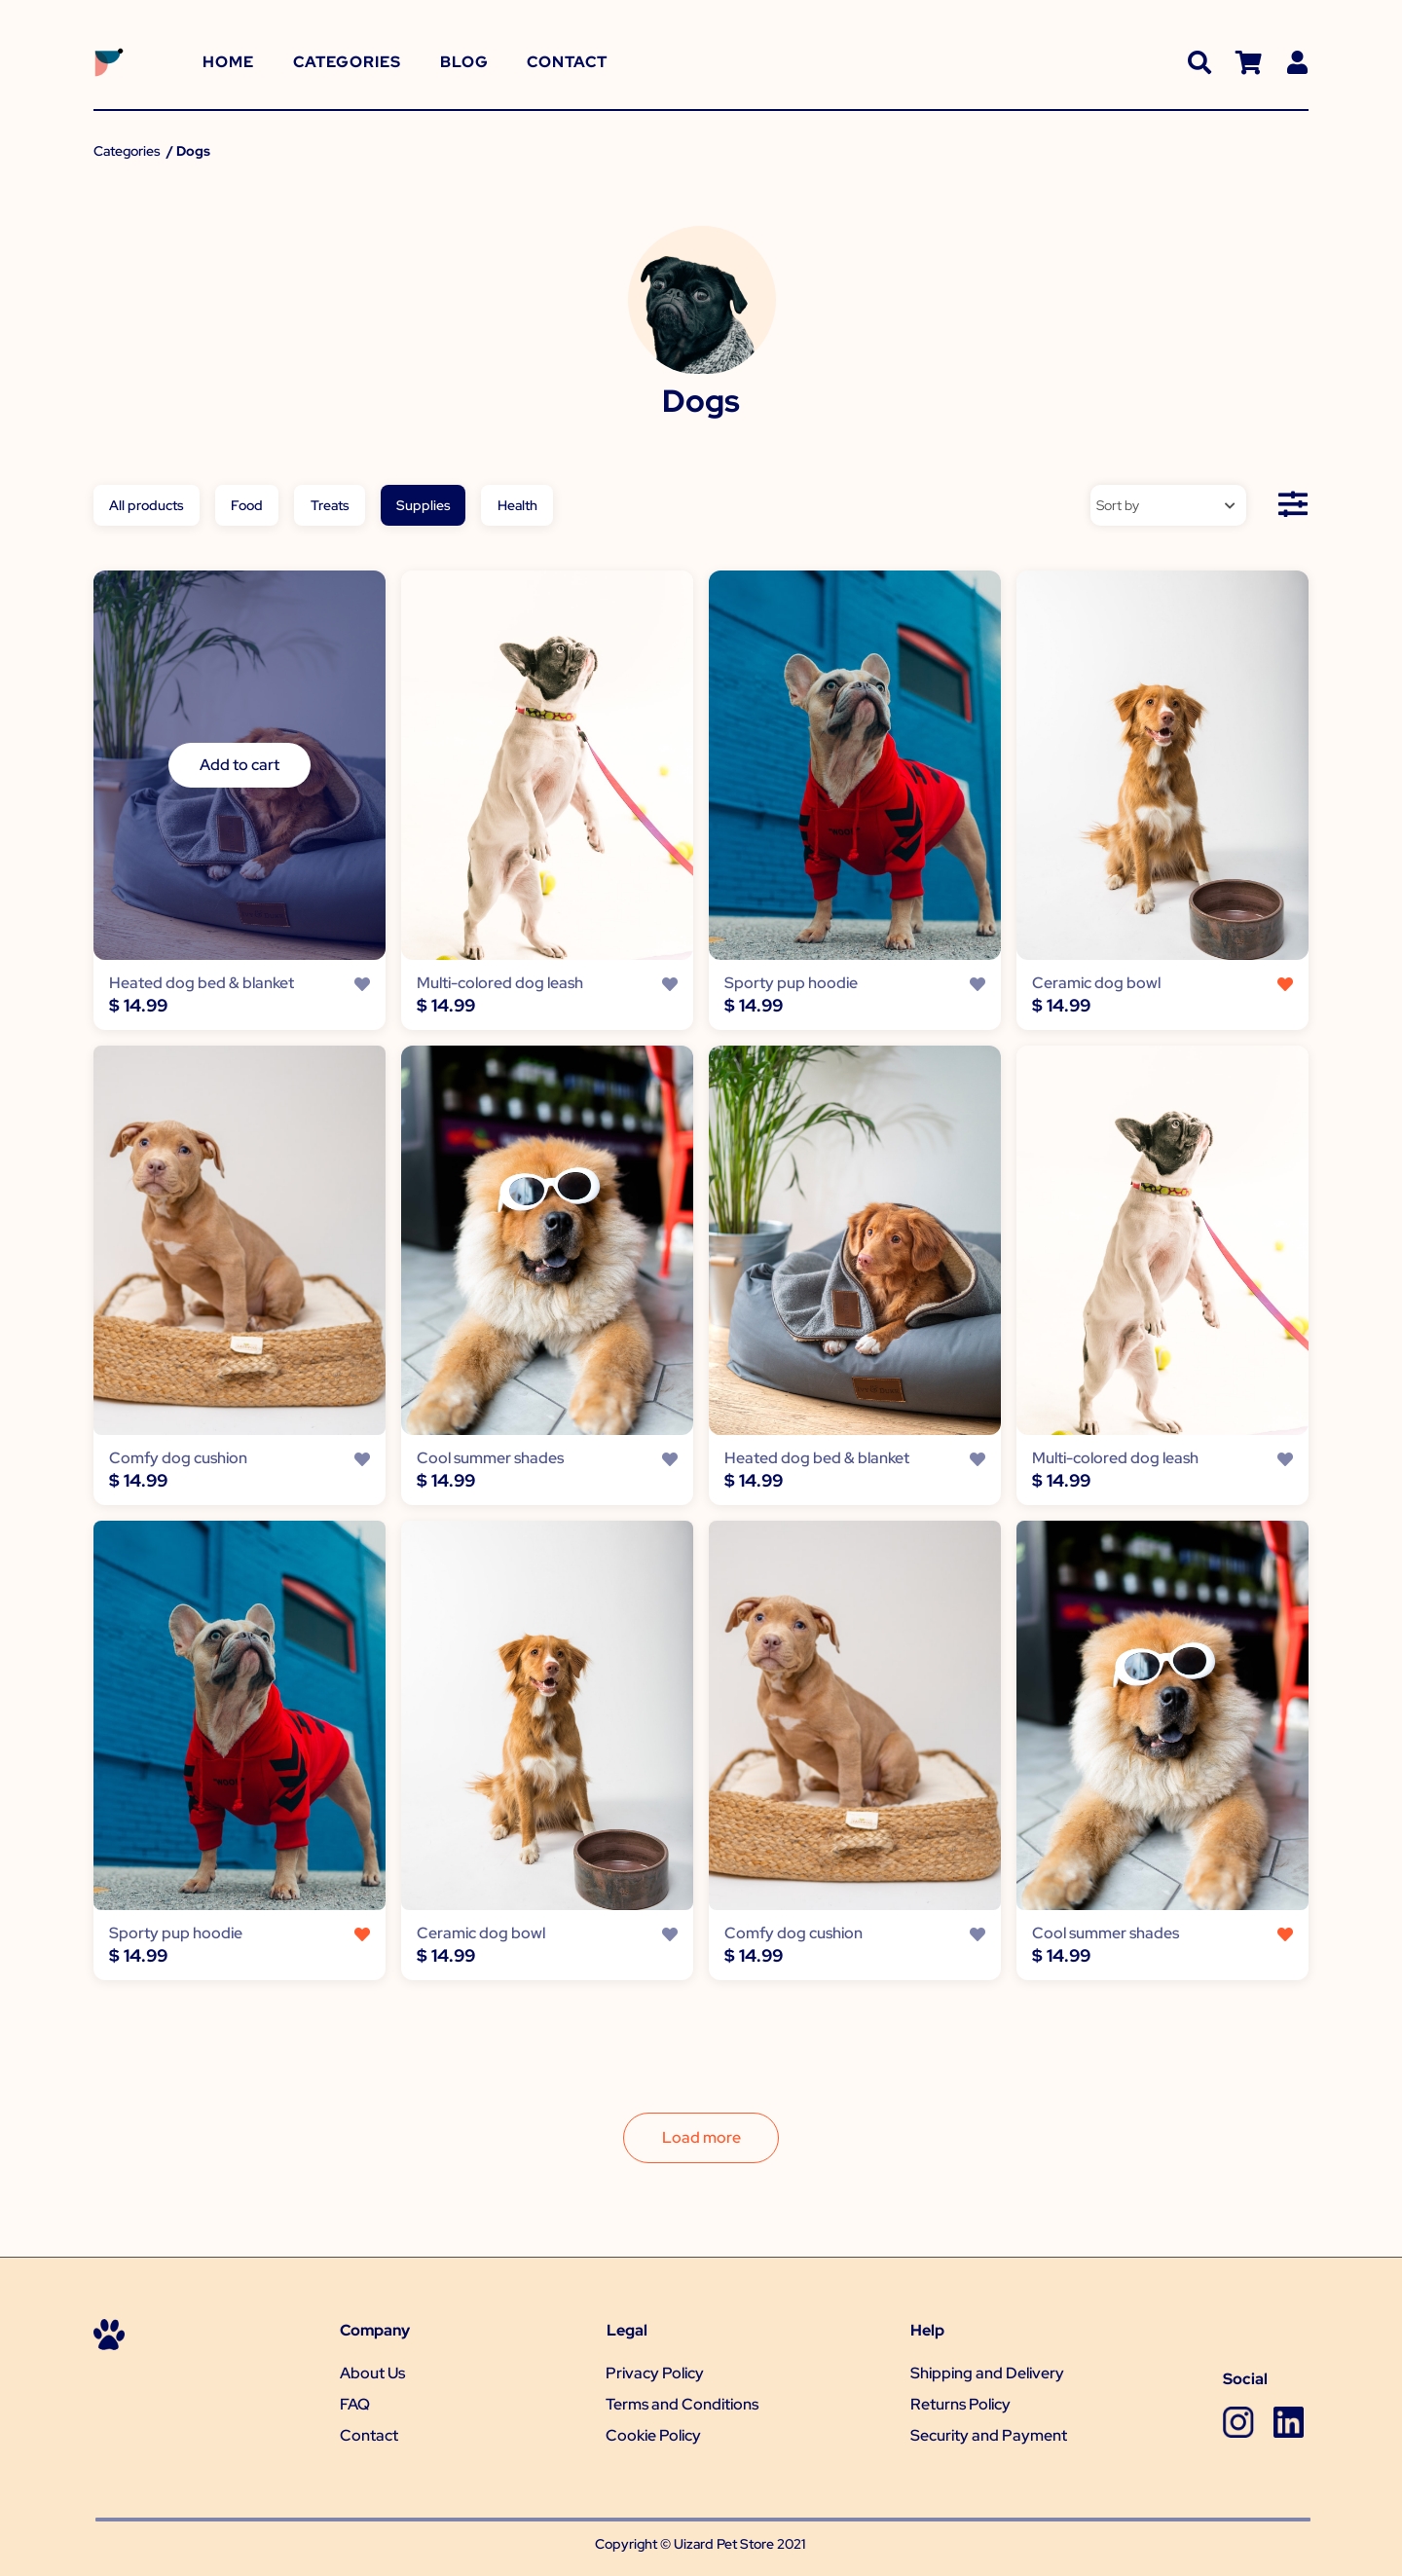 HOME CATEGORIES BLOG CONTACT
Categories / Dogs
Dogs
All products Food Treats Supplies Health Sort by
Add to cart
Heated dog bed & blanket
$ 14.99
Multi-colored dog leash
$ 14.99
Sporty pup hoodie
$ 14.99
Ceramic dog bowl
$ 14.99
Comfy dog cushion
$ 14.99
Cool summer shades
$ 14.99
Heated dog bed & blanket
$ 14.99
Multi-colored dog leash
$ 14.99
Sporty pup hoodie
$ 14.99
Ceramic dog bowl
$ 14.99
Comfy dog cushion
$ 14.99
Cool summer shades
$ 14.99
Load more
Company
About Us
FAQ
Contact
Legal
Privacy Policy
Terms and Conditions
Cookie Policy
Help
Shipping and Delivery
Returns Policy
Security and Payment
Social
Copyright © Uizard Pet Store 2021